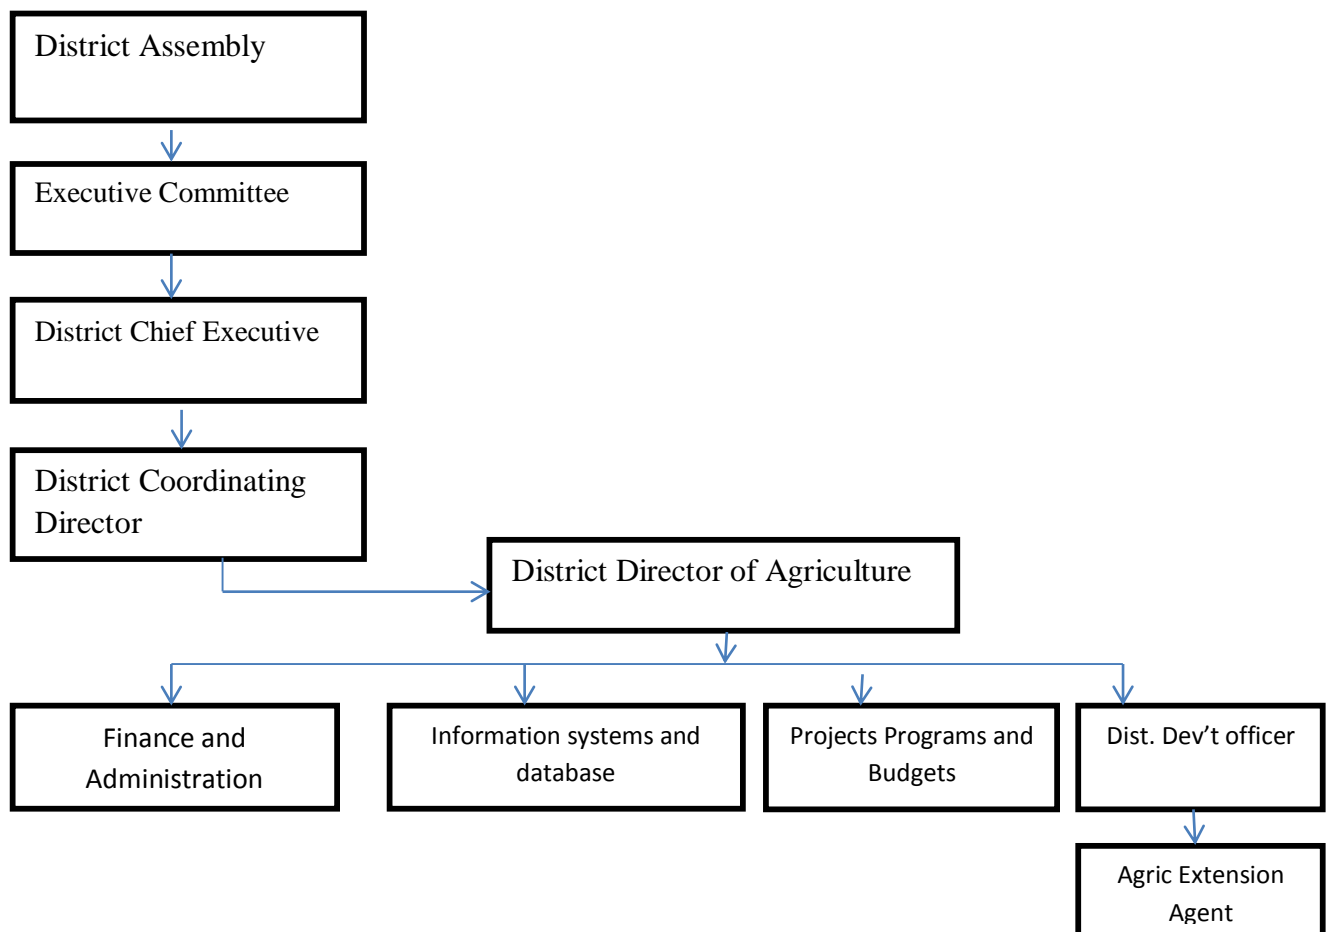 District Assembly
Executive Committee
District Chief Executive
District Coordinating
Director
District Director of Agriculture
Finance and
Administration
Information systems and
database
Projects Programs and
Budgets
Dist. Dev’t officer
Agric Extension
Agent